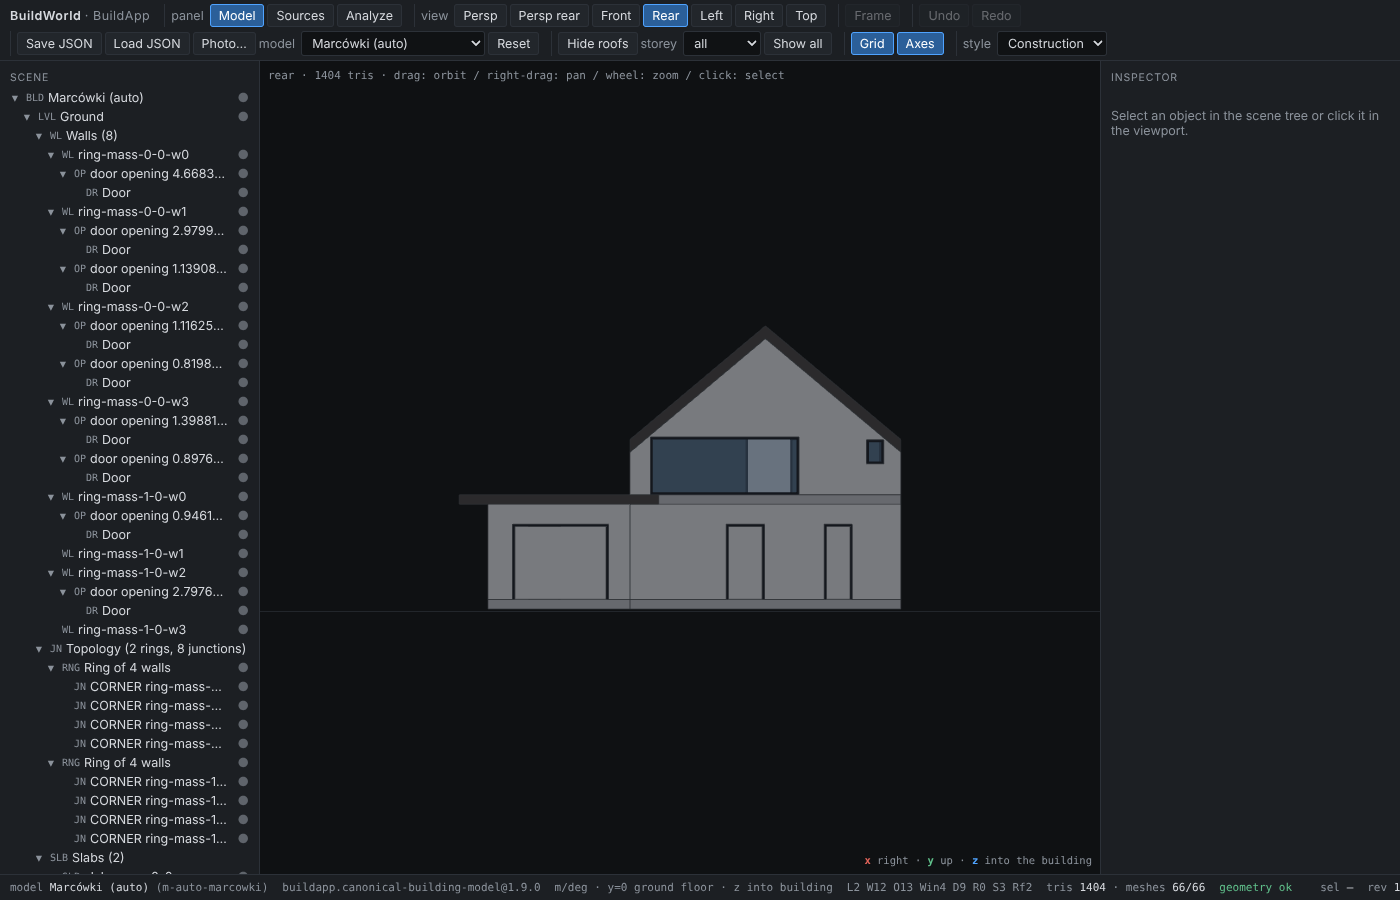 BuildWorld · BuildApp panel Model Sources Analyze view Persp Persp rear Front Rear Left Right Top Frame Undo Redo
Save JSON Load JSON Photo... model Marcówki (auto) Reset Hide roofs storey all Show all Grid Axes style Construction
SCENE
▼ BLD Marcówki (auto)
▼ LVL Ground
▼ WL Walls (8)
▼ WL ring-mass-0-0-w0
▼ OP door opening 4.6683...
DR Door
▼ WL ring-mass-0-0-w1
▼ OP door opening 2.9799...
DR Door
▼ OP door opening 1.13908...
DR Door
▼ WL ring-mass-0-0-w2
▼ OP door opening 1.11625...
DR Door
▼ OP door opening 0.8198...
DR Door
▼ WL ring-mass-0-0-w3
▼ OP door opening 1.39881...
DR Door
▼ OP door opening 0.8976...
DR Door
▼ WL ring-mass-1-0-w0
▼ OP door opening 0.9461...
DR Door
WL ring-mass-1-0-w1
▼ WL ring-mass-1-0-w2
▼ OP door opening 2.7976...
DR Door
WL ring-mass-1-0-w3
▼ JN Topology (2 rings, 8 junctions)
▼ RNG Ring of 4 walls
JN CORNER ring-mass-...
JN CORNER ring-mass-...
JN CORNER ring-mass-...
JN CORNER ring-mass-...
▼ RNG Ring of 4 walls
JN CORNER ring-mass-1...
JN CORNER ring-mass-1...
JN CORNER ring-mass-1...
JN CORNER ring-mass-1...
▼ SLB Slabs (2)
rear · 1404 tris · drag: orbit / right-drag: pan / wheel: zoom / click: select
x right · y up · z into the building
INSPECTOR
Select an object in the scene tree or click it in
the viewport.
model Marcówki (auto) (m-auto-marcowki) buildapp.canonical-building-model@1.9.0 m/deg · y=0 ground floor · z into building L2 W12 O13 Win4 D9 R0 S3 Rf2 tris 1404 · meshes 66/66 geometry ok sel — rev 1